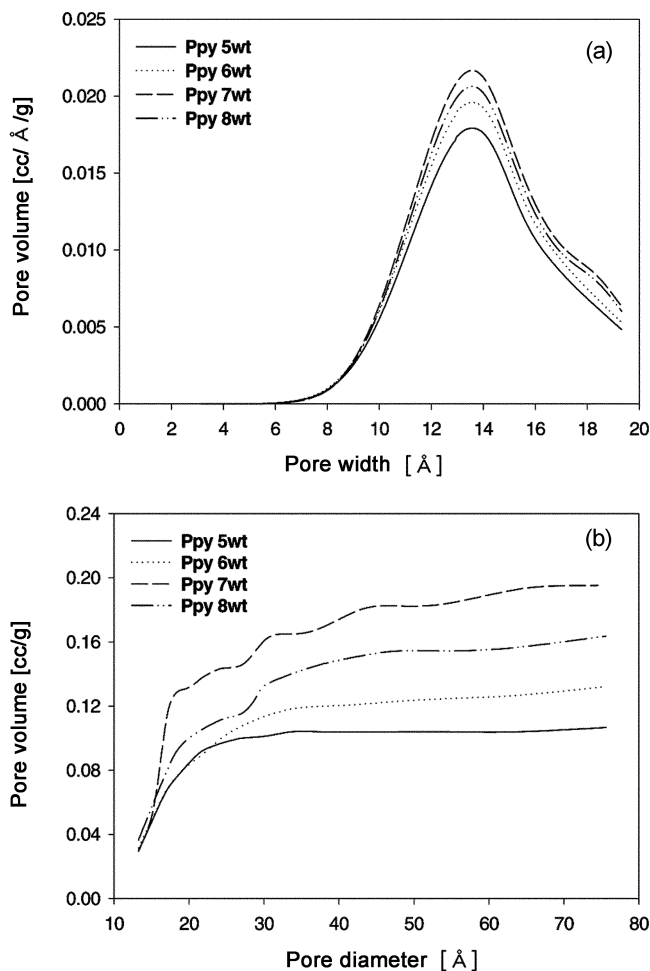 0.025
0.020
0.015
0.010
0.005
0.000
Pore volume [cc/ Å /g]
Ppy 5wt
Ppy 6wt
Ppy 7wt
Ppy 8wt
(a)
0 2 4 6 8 10 12 14 16 18 20
Pore width [ Å ]
0.24
0.20
0.16
0.12
0.08
0.04
0.00
Pore volume [cc/g]
Ppy 5wt
Ppy 6wt
Ppy 7wt
Ppy 8wt
(b)
10 20 30 40 50 60 70 80
Pore diameter [ Å ]